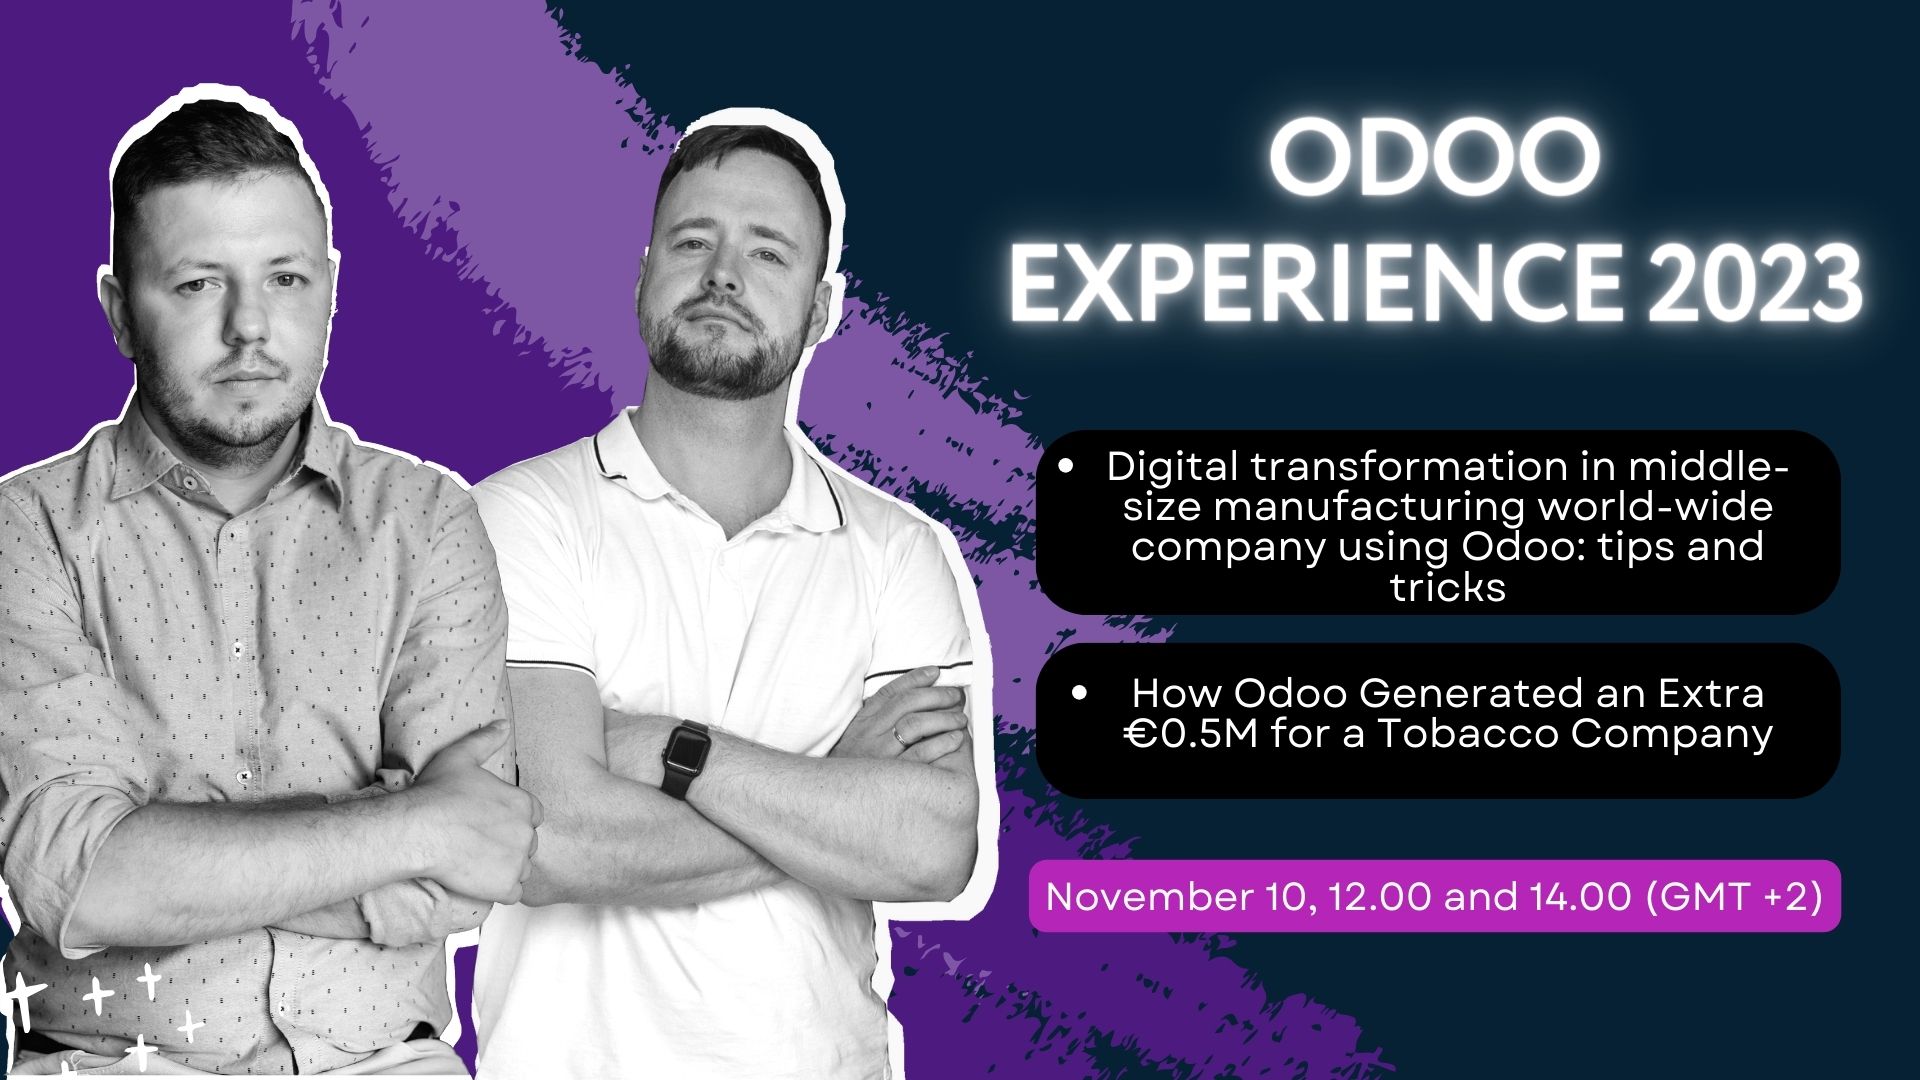 ODOO
EXPERIENCE 2023
• Digital transformation in middle-
size manufacturing world-wide
company using Odoo: tips and
tricks
• How Odoo Generated an Extra
€0.5M for a Tobacco Company
November 10, 12.00 and 14.00 (GMT +2)